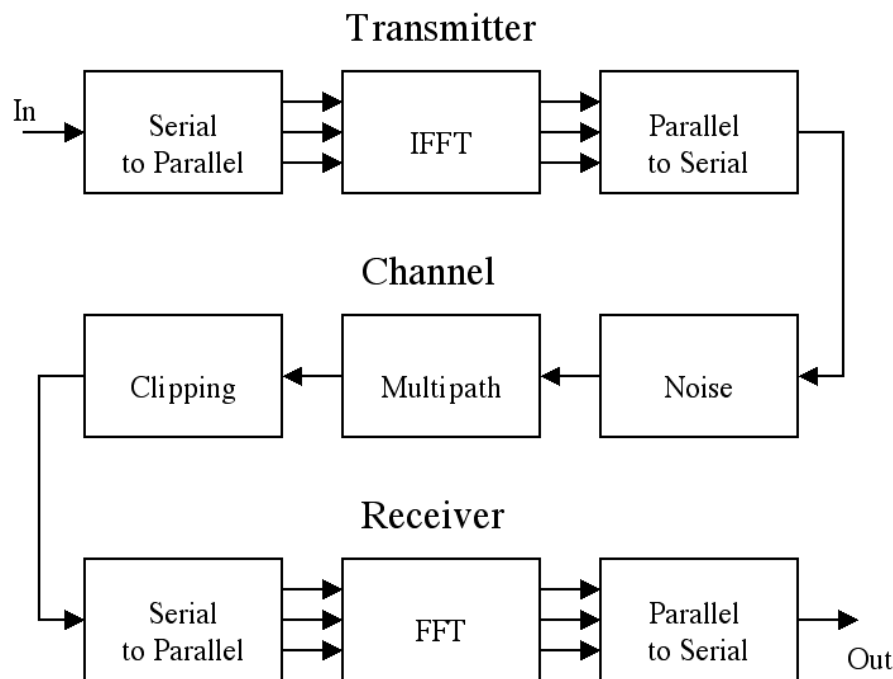 Transmitter
In
Serial
to Parallel
IFFT
Parallel
to Serial
Channel
Clipping
Multipath
Noise
Receiver
Serial
to Parallel
FFT
Parallel
to Serial
Out